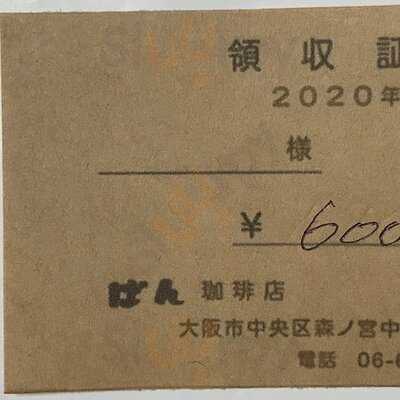 領収証
2020年
様
¥ 600
ばん 珈琲店
大阪市中央区森ノ宮中
電話 06-6